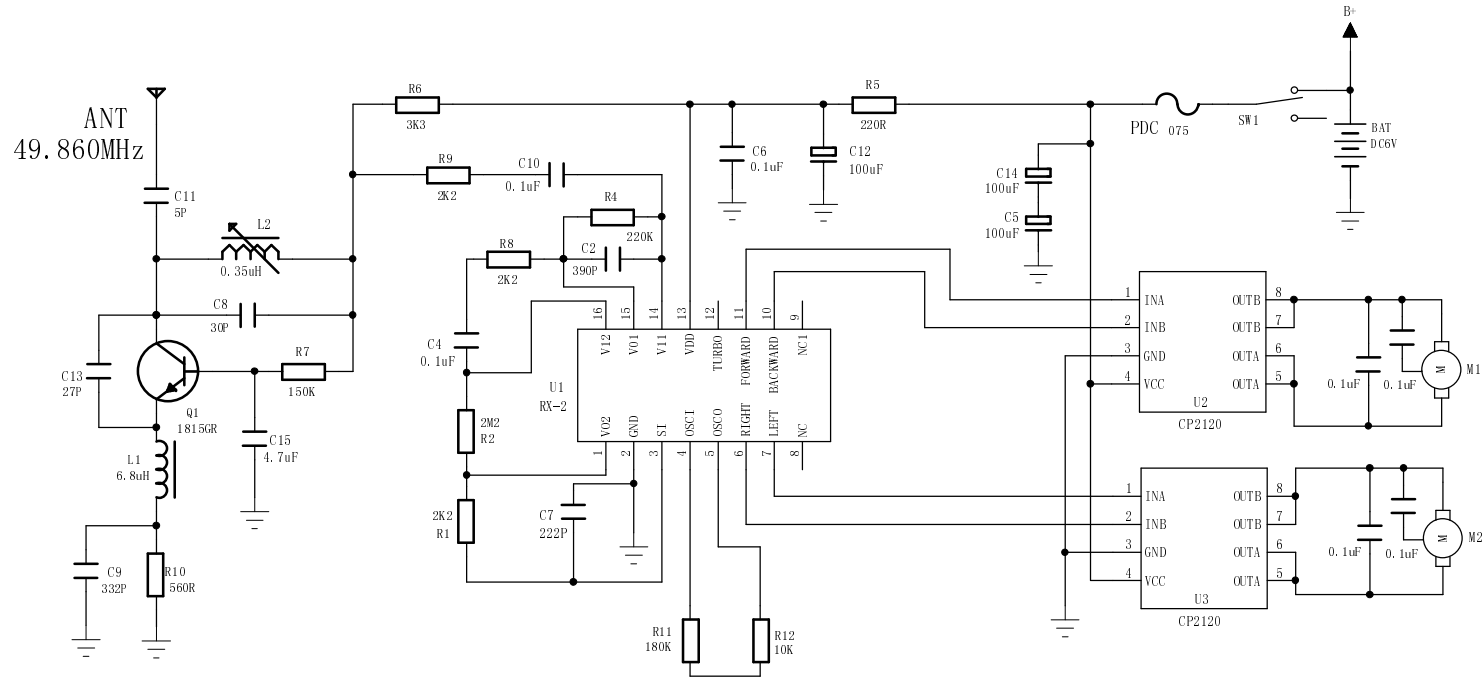 B+
R6
3K3
R5
220R
PDC 075
SW1
BAT
DC6V
ANT
49.860MHz
C11
5P
R9
2K2
C10
0.1uF
R4
220K
C6
0.1uF
C12
100uF
C14
100uF
C5
100uF
L2
0.35uH
R8
2K2
C2
390P
C8
30P
C4
0.1uF
R7
150K
C13
27P
Q1
1815GR
C15
4.7uF
L1
6.8uH
C9
332P
R10
560R
2M2
R2
2K2
R1
C7
222P
R11
180K
R12
10K
U1
RX-2
16 15 14 13 12 11 10 9
V12 VO1 V11 VDD TURBO FORWARD BACKWARD NC1
VO2 GND SI OSCI OSCO RIGHT LEFT NC
1 2 3 4 5 6 7 8
1 INA OUTB 8
2 INB OUTB 7
3 GND OUTA 6
4 VCC OUTA 5
U2
CP2120
0.1uF
0.1uF
M
M1
1 INA OUTB 8
2 INB OUTB 7
3 GND OUTA 6
4 VCC OUTA 5
U3
CP2120
0.1uF
0.1uF
M
M2